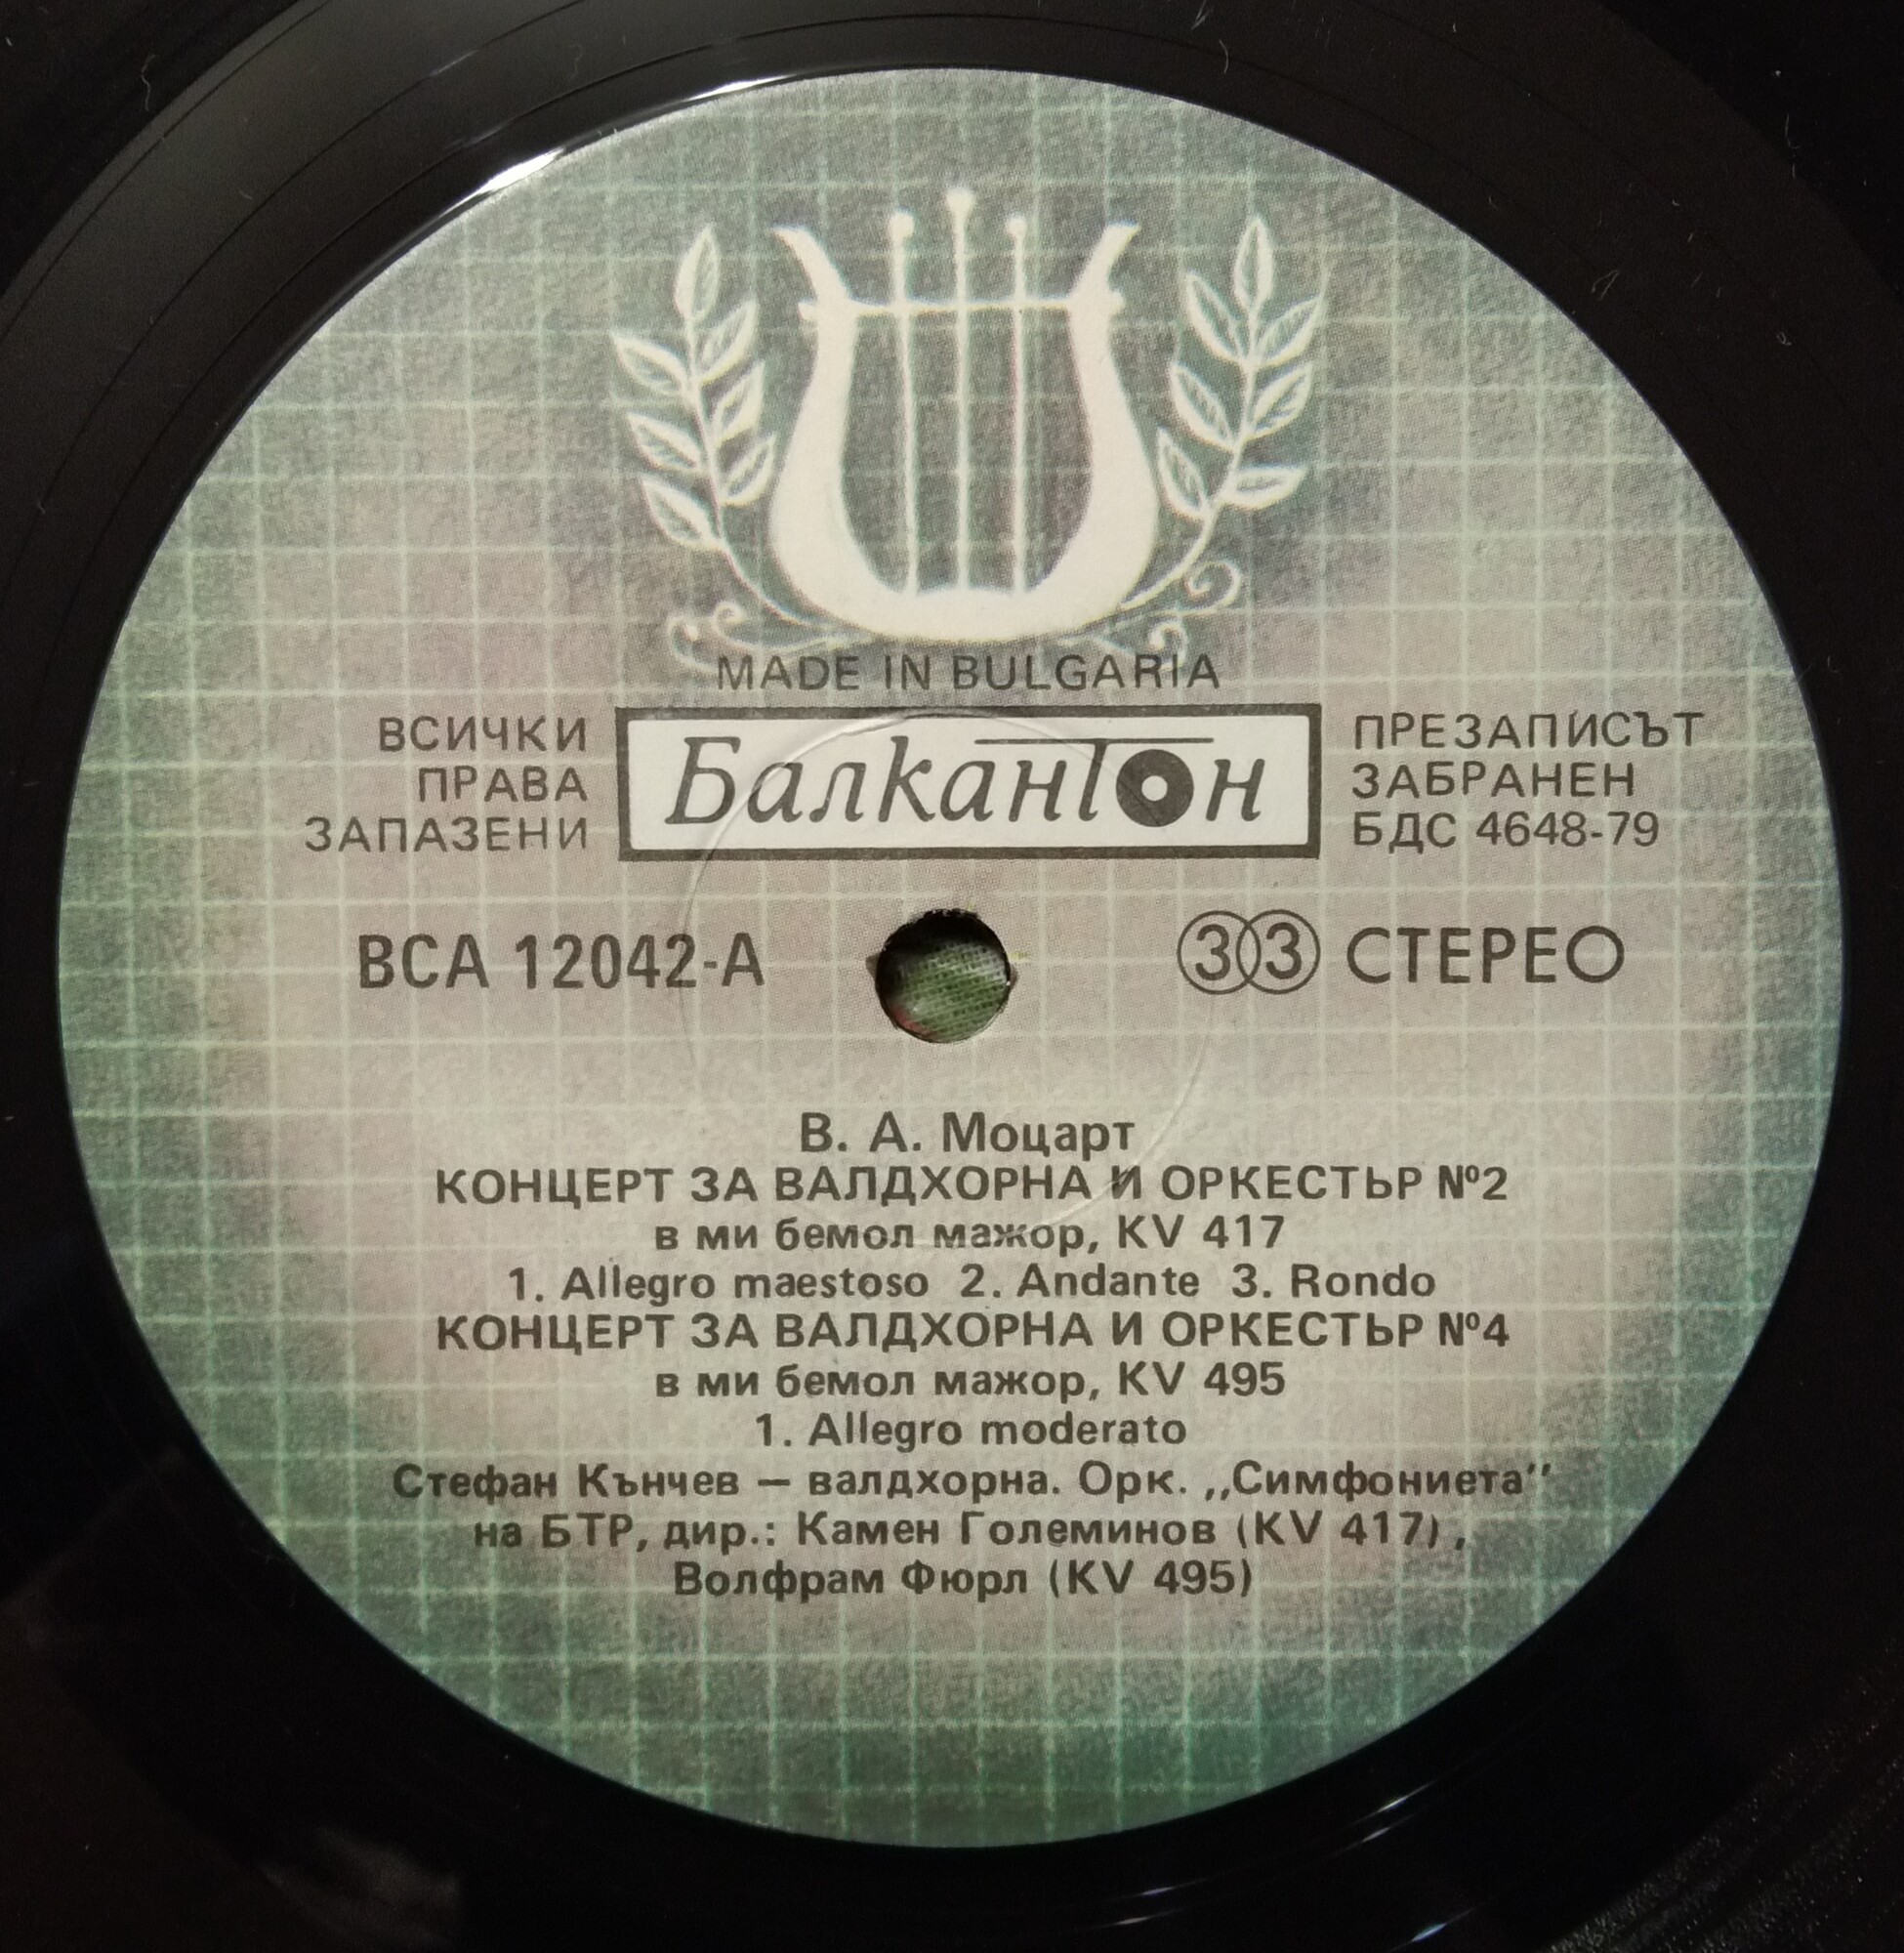 MADE IN BULGARIA
ВСИЧКИ
ПРАВА
ЗАПАЗЕНИ
Балкантон
ПРЕЗАПИСЪТ
ЗАБРАНЕН
БДС 4648-79
ВСА 12042-А
33 СТЕРЕО
В. А. Моцарт
КОНЦЕРТ ЗА ВАЛДХОРНА И ОРКЕСТЪР №2
в ми бемол мажор, KV 417
1. Allegro maestoso 2. Andante 3. Rondo
КОНЦЕРТ ЗА ВАЛДХОРНА И ОРКЕСТЪР №4
в ми бемол мажор, KV 495
1. Allegro moderato
Стефан Кънчев — валдхорна. Орк. ,,Симфониета''
на БТР, дир.: Камен Големинов (KV 417),
Волфрам Фюрл (KV 495)